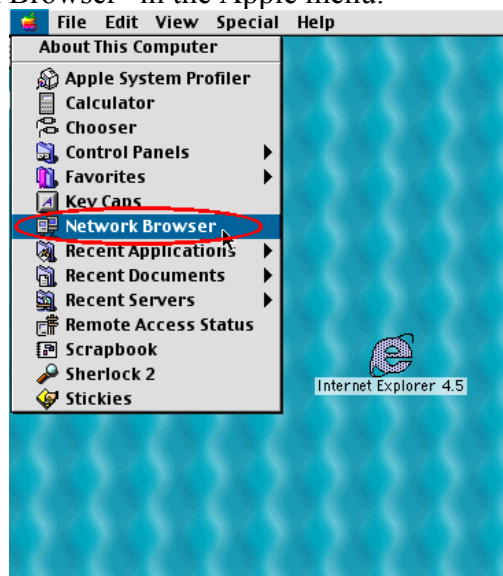 Browser" in the Apple menu.
File Edit View Special Help
About This Computer
Apple System Profiler
Calculator
Chooser
Control Panels
Favorites
Key Caps
Network Browser
Recent Applications
Recent Documents
Recent Servers
Remote Access Status
Scrapbook
Sherlock 2
Stickies
Internet Explorer 4.5